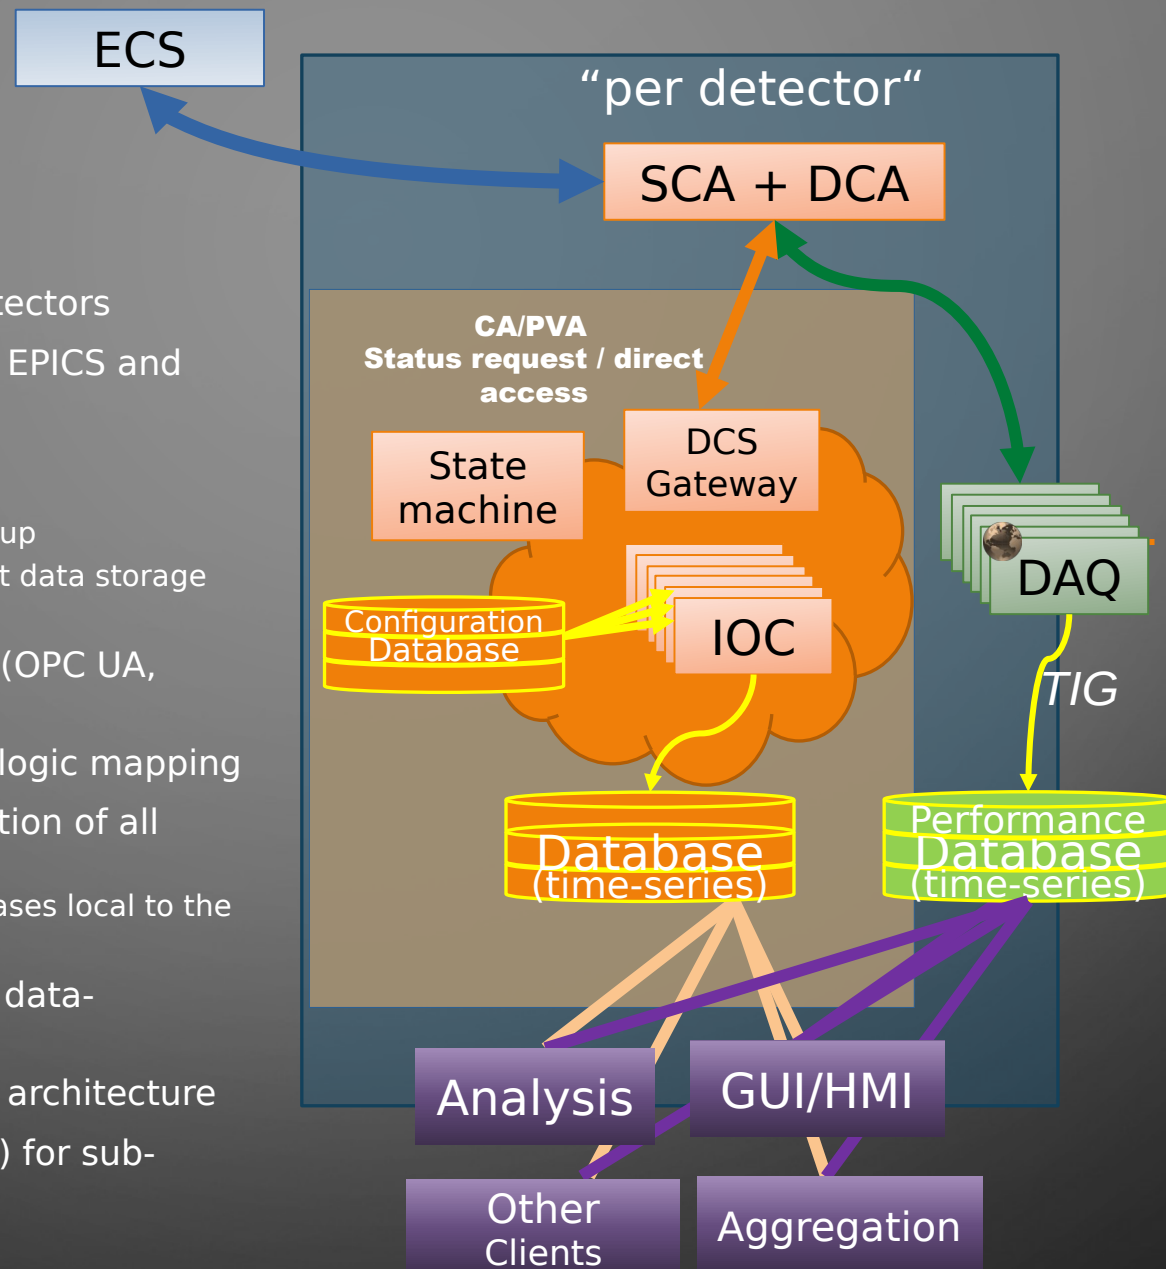 ECS
“per detector“
SCA + DCA
tectors
EPICS and
CA/PVA
Status request / direct
access
DCS
Gateway
State
machine
up
t data storage
DAQ
Configuration
Database
IOC
(OPC UA,
TIG
logic mapping
tion of all
Performance
Database
(time-series)
Database
(time-series)
ases local to the
data-
architecture
) for sub-
Analysis
GUI/HMI
Other
Clients
Aggregation